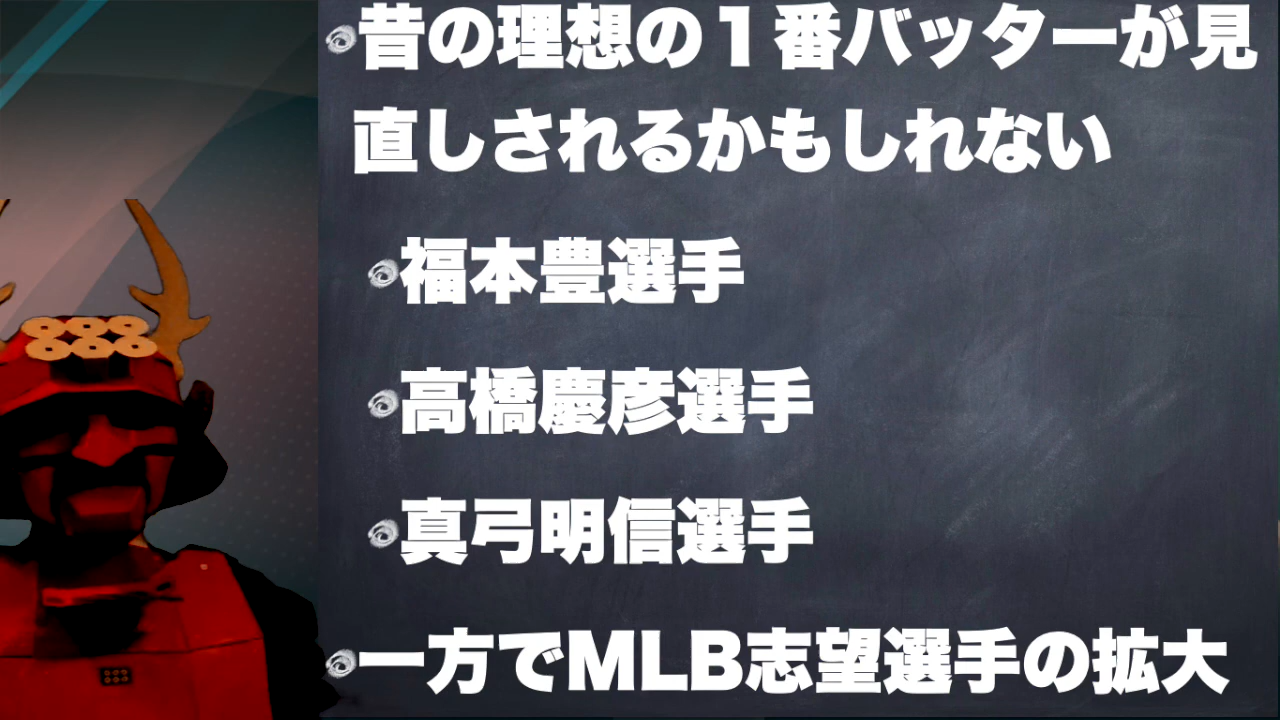 昔の理想の１番バッターが見
直しされるかもしれない
福本豊選手
高橋慶彦選手
真弓明信選手
一方でMLB志望選手の拡大